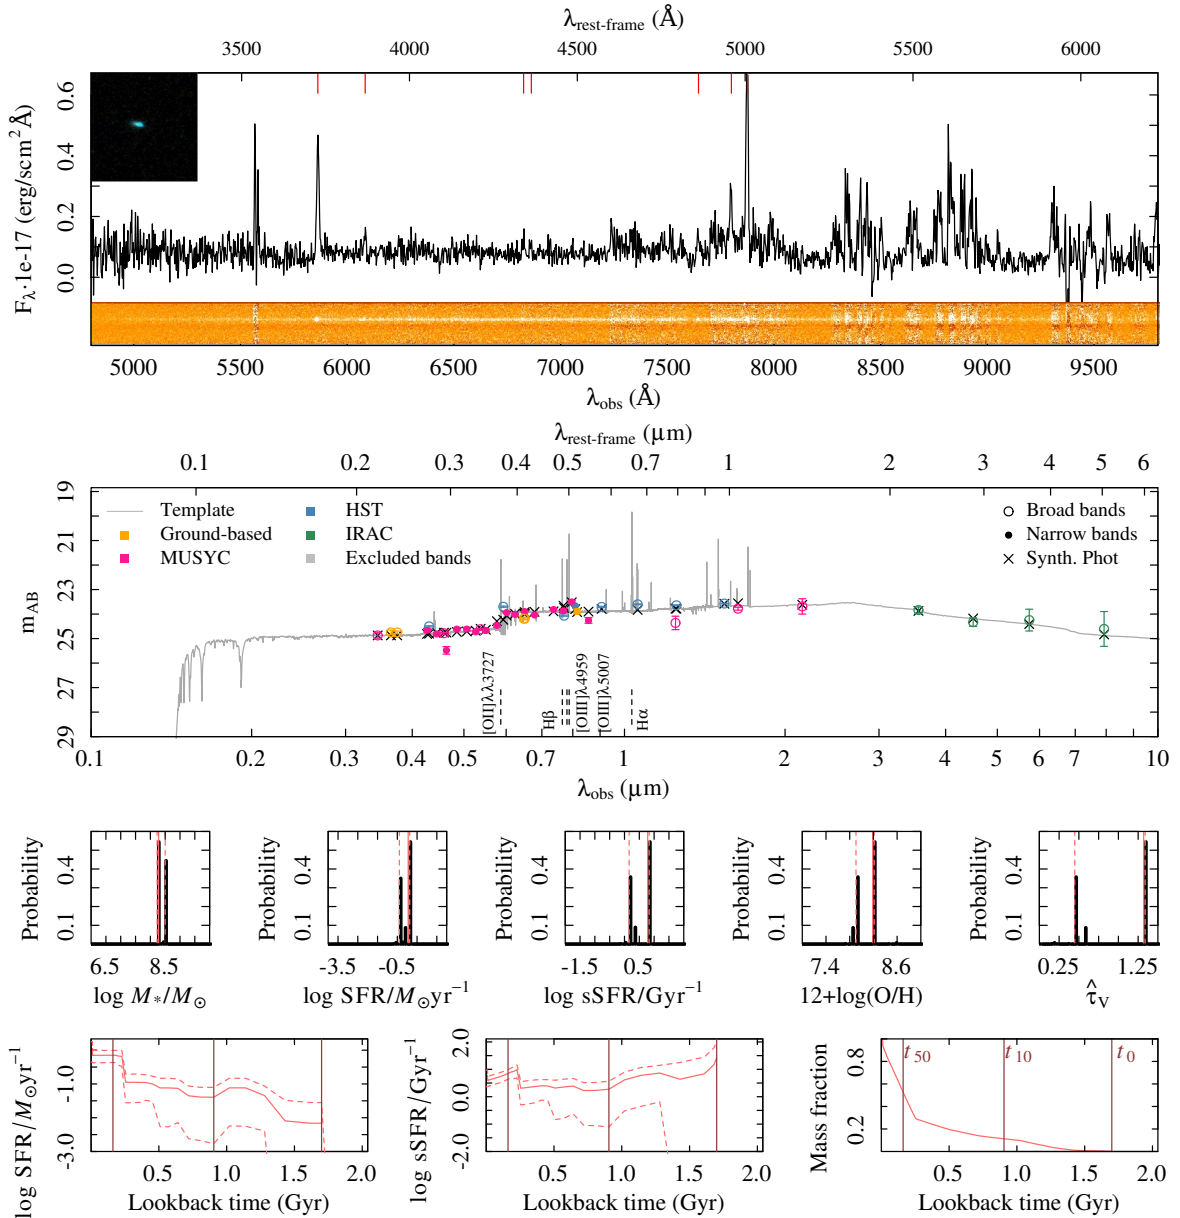 λrest-frame (Å)
3500 4000 4500 5000 5500 6000
F_λ·1e-17 (erg/scm² Å)
0.0 0.2 0.4 0.6
5000 5500 6000 6500 7000 7500 8000 8500 9000 9500
λobs (Å)
λrest-frame (μm)
0.1 0.2 0.3 0.4 0.5 0.7 1 2 3 4 5 6
m_AB
19 21 23 25 27 29
Template
Ground-based
MUSYC
HST
IRAC
Excluded bands
Broad bands
Narrow bands
Synth. Phot
[OII]λλ3727
Hβ
[OIII]λ4959
[OIII]λ5007
Hα
0.1 0.2 0.3 0.4 0.5 0.7 1 2 3 4 5 6 7 10
λobs (μm)
Probability
0.1 0.4
6.5 8.5
log M*/M⊙
Probability
0.1 0.4
-3.5 -0.5
log SFR/M⊙yr⁻¹
Probability
0.1 0.4
-1.5 0.5
log sSFR/Gyr⁻¹
Probability
0.1 0.4
7.4 8.6
12+log(O/H)
Probability
0.1 0.4
0.25 1.25
τ̂_V
log SFR/M⊙yr⁻¹
-3.0 -1.0
0.5 1.0 1.5 2.0
Lookback time (Gyr)
log sSFR/Gyr⁻¹
-2.0 0.0 2.0
0.5 1.0 1.5 2.0
Lookback time (Gyr)
Mass fraction
0.2 0.8
t50 t10 t0
0.5 1.0 1.5 2.0
Lookback time (Gyr)